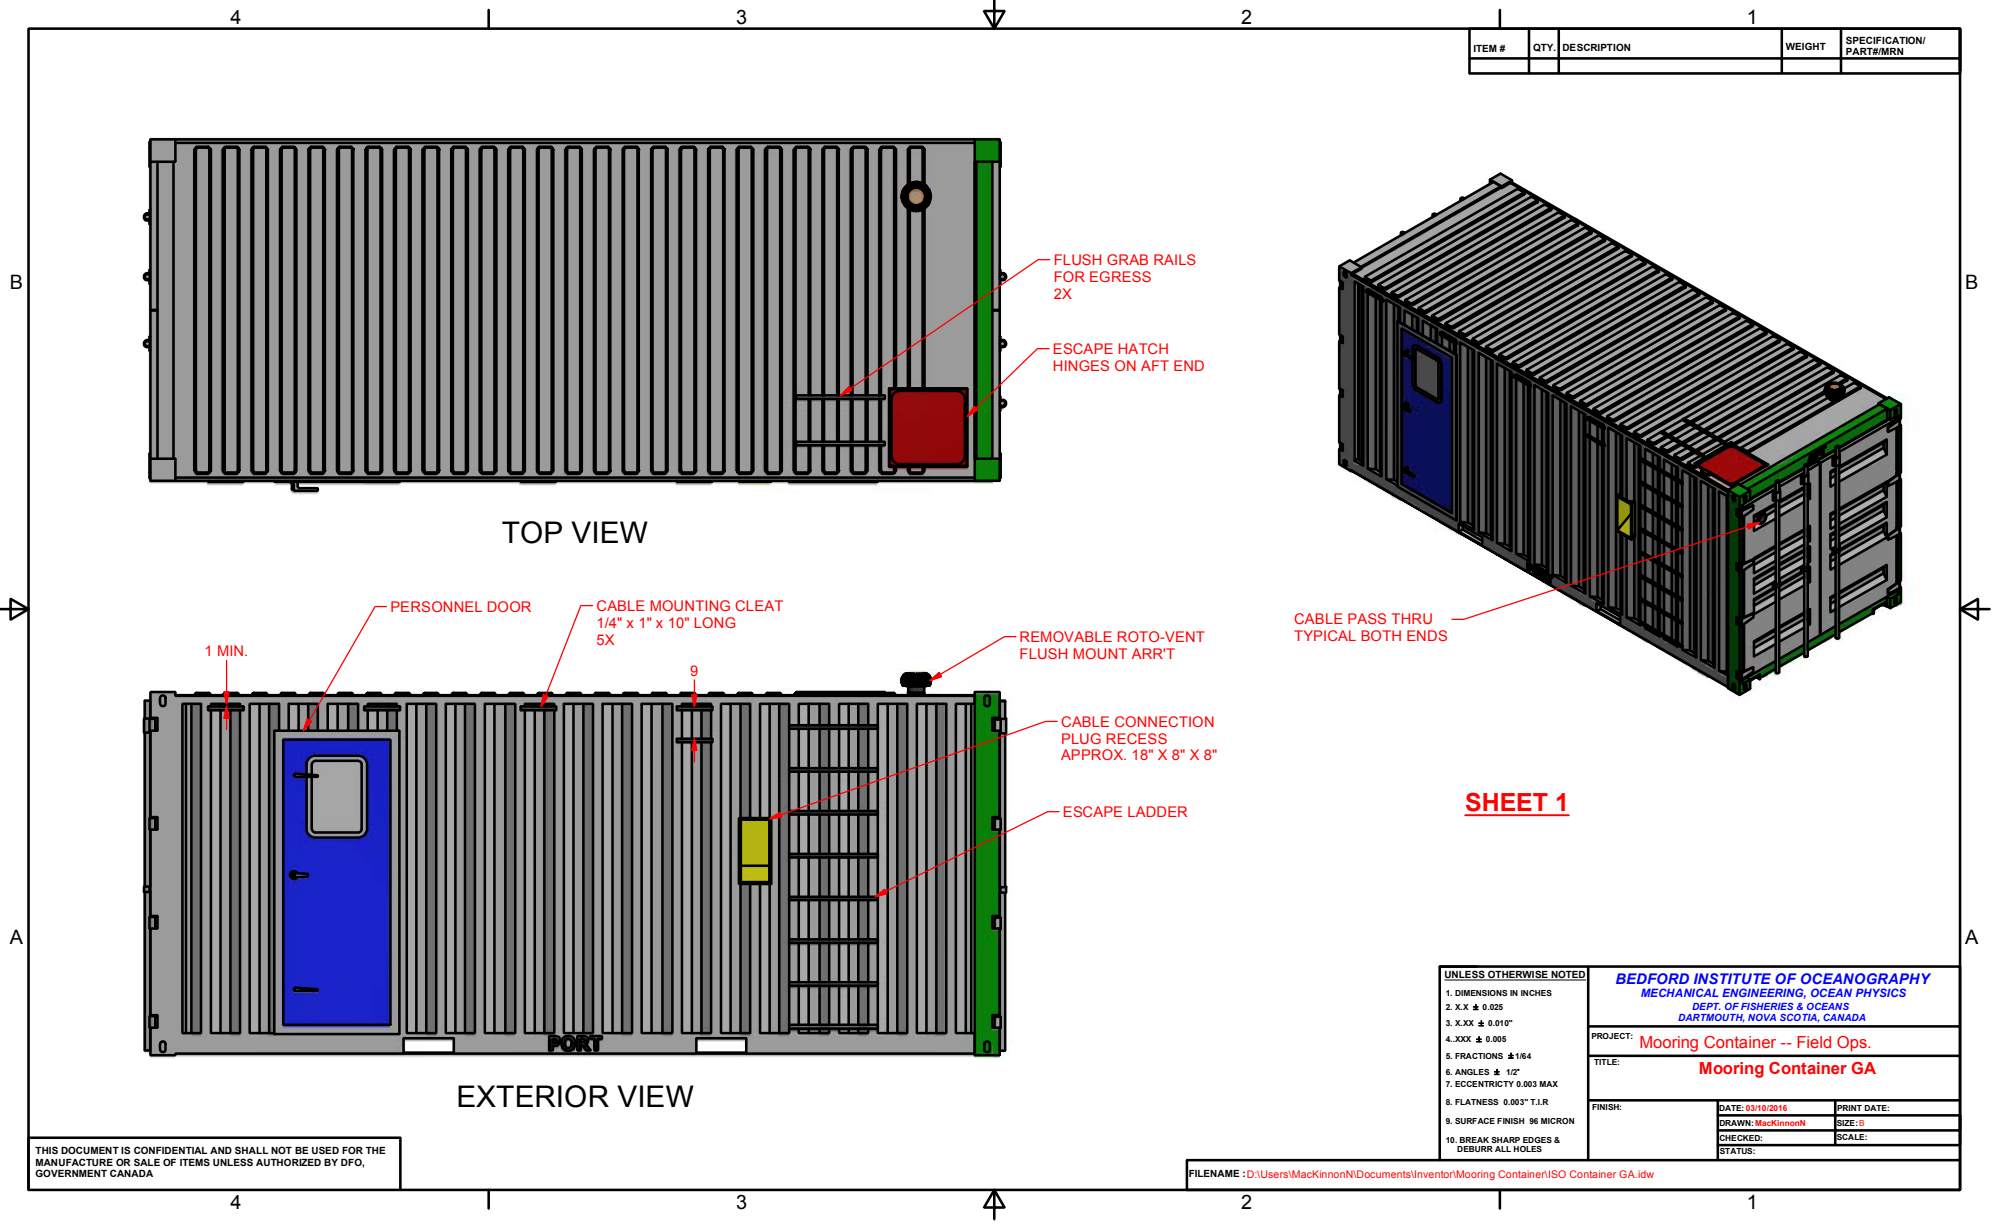 4 3 2 1
ITEM # QTY. DESCRIPTION WEIGHT SPECIFICATION/
PART#/MRN
B B
FLUSH GRAB RAILS
FOR EGRESS
2X
ESCAPE HATCH
HINGES ON AFT END
TOP VIEW
PERSONNEL DOOR
CABLE MOUNTING CLEAT
1/4" x 1" x 10" LONG
5X
1 MIN.
9
REMOVABLE ROTO-VENT
FLUSH MOUNT ARR'T
CABLE PASS THRU
TYPICAL BOTH ENDS
CABLE CONNECTION
PLUG RECESS
APPROX. 18" X 8" X 8"
ESCAPE LADDER
SHEET 1
A A
PORT
EXTERIOR VIEW
UNLESS OTHERWISE NOTED
1. DIMENSIONS IN INCHES
2. X.X ± 0.025
3. X.XX ± 0.010"
4..XXX ± 0.005
5. FRACTIONS ±1/64
6. ANGLES ± 1/2°
7. ECCENTRICTY 0.003 MAX
8. FLATNESS 0.003" T.I.R
9. SURFACE FINISH 96 MICRON
10. BREAK SHARP EDGES &
DEBURR ALL HOLES
BEDFORD INSTITUTE OF OCEANOGRAPHY
MECHANICAL ENGINEERING, OCEAN PHYSICS
DEPT. OF FISHERIES & OCEANS
DARTMOUTH, NOVA SCOTIA, CANADA
PROJECT: Mooring Container -- Field Ops.
TITLE: Mooring Container GA
FINISH:
DATE: 03/10/2016 PRINT DATE:
DRAWN: MacKinnonN SIZE: B
CHECKED: SCALE:
STATUS:
THIS DOCUMENT IS CONFIDENTIAL AND SHALL NOT BE USED FOR THE
MANUFACTURE OR SALE OF ITEMS UNLESS AUTHORIZED BY DFO,
GOVERNMENT CANADA
FILENAME : D:\Users\MacKinnonN\Documents\Inventor\Mooring Container\ISO Container GA.idw
4 3 2 1